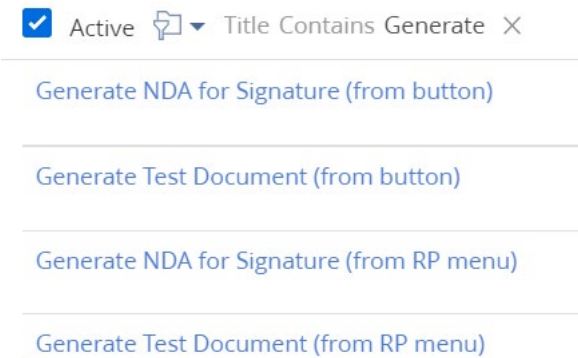 Active Title Contains Generate
Generate NDA for Signature (from button)
Generate Test Document (from button)
Generate NDA for Signature (from RP menu)
Generate Test Document (from RP menu)